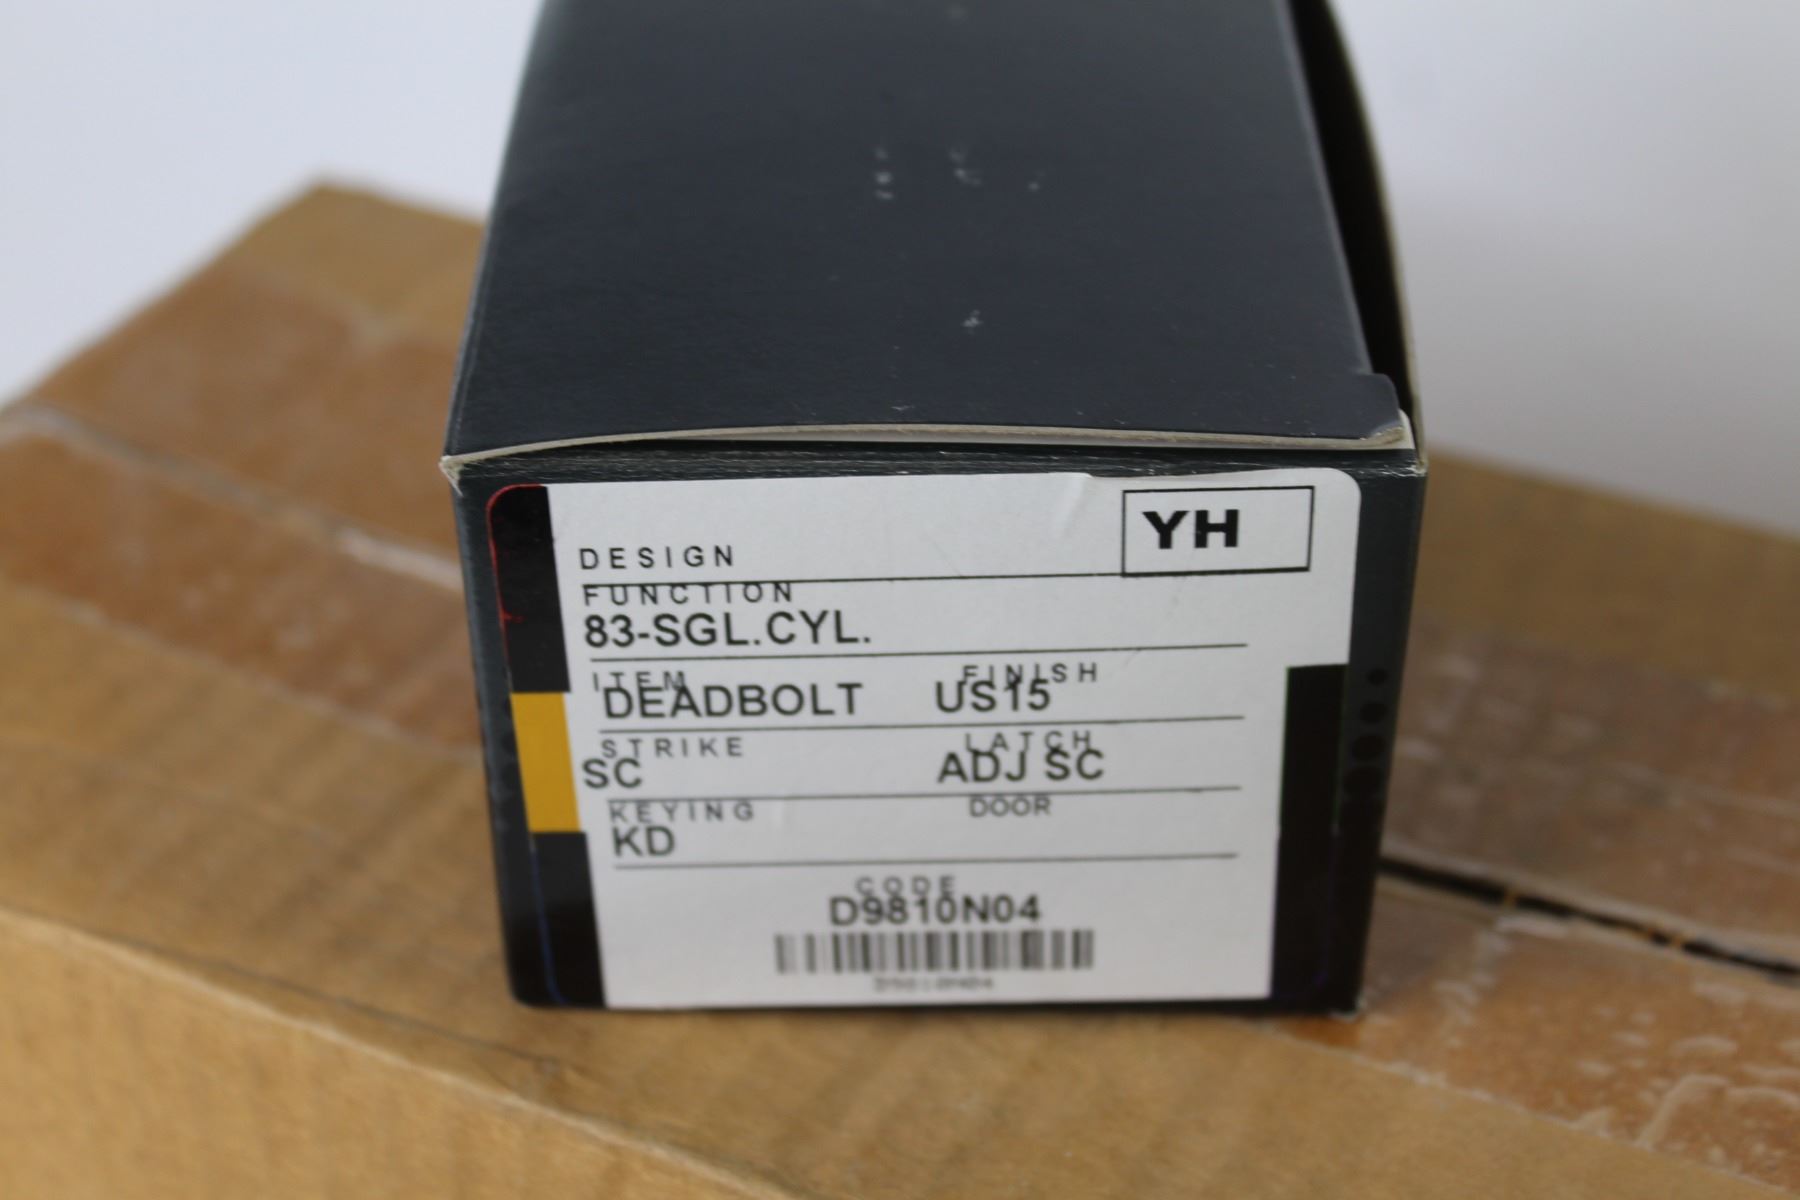 YH
DESIGN
FUNCTION
83-SGL.CYL.
ITEM FINISH
DEADBOLT US15
STRIKE LATCH
SC ADJ SC
KEYING DOOR
KD
CODE
D9810N04